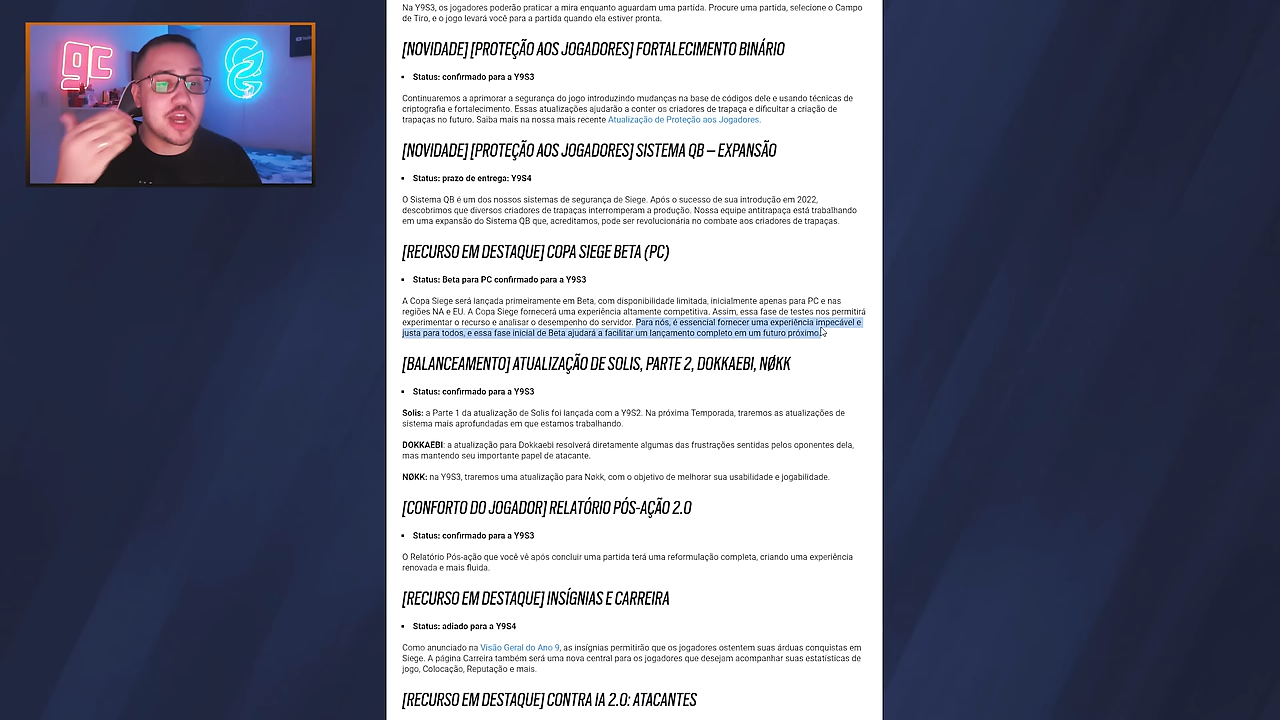 gc
Na Y9S3, os jogadores poderão praticar a mira enquanto aguardam uma partida. Procure uma partida, selecione o Campo
de Tiro, e o jogo levará você para a partida quando ela estiver pronta.
[NOVIDADE] [PROTEÇÃO AOS JOGADORES] FORTALECIMENTO BINÁRIO
Status: confirmado para a Y9S3
Continuaremos a aprimorar a segurança do jogo introduzindo mudanças na base de códigos dele e usando técnicas de
criptografia e fortalecimento. Essas atualizações ajudarão a conter os criadores de trapaça e dificultar a criação de
trapaças no futuro. Saiba mais na nossa mais recente Atualização de Proteção aos Jogadores.
[NOVIDADE] [PROTEÇÃO AOS JOGADORES] SISTEMA QB – EXPANSÃO
Status: prazo de entrega: Y9S4
O Sistema QB é um dos nossos sistemas de segurança de Siege. Após o sucesso de sua introdução em 2022,
descobrimos que diversos criadores de trapaças interromperam a produção. Nossa equipe antitrapaça está trabalhando
em uma expansão do Sistema QB que, acreditamos, pode ser revolucionária no combate aos criadores de trapaças.
[RECURSO EM DESTAQUE] COPA SIEGE BETA (PC)
Status: Beta para PC confirmado para a Y9S3
A Copa Siege será lançada primeiramente em Beta, com disponibilidade limitada, inicialmente apenas para PC e nas
regiões NA e EU. A Copa Siege fornecerá uma experiência altamente competitiva. Assim, essa fase de testes nos permitirá
experimentar o recurso e analisar o desempenho do servidor. Para nós, é essencial fornecer uma experiência impecável e
justa para todos, e essa fase inicial de Beta ajudará a facilitar um lançamento completo em um futuro próximo.
[BALANCEAMENTO] ATUALIZAÇÃO DE SOLIS, PARTE 2, DOKKAEBI, NØKK
Status: confirmado para a Y9S3
Solis: a Parte 1 da atualização de Solis foi lançada com a Y9S2. Na próxima Temporada, traremos as atualizações de
sistema mais aprofundadas em que estamos trabalhando.
DOKKAEBI: a atualização para Dokkaebi resolverá diretamente algumas das frustrações sentidas pelos oponentes dela,
mas mantendo seu importante papel de atacante.
NØKK: na Y9S3, traremos uma atualização para Nøkk, com o objetivo de melhorar sua usabilidade e jogabilidade.
[CONFORTO DO JOGADOR] RELATÓRIO PÓS-AÇÃO 2.0
Status: confirmado para a Y9S3
O Relatório Pós-ação que você vê após concluir uma partida terá uma reformulação completa, criando uma experiência
renovada e mais fluida.
[RECURSO EM DESTAQUE] INSÍGNIAS E CARREIRA
Status: adiado para a Y9S4
Como anunciado na Visão Geral do Ano 9, as insígnias permitirão que os jogadores ostentem suas árduas conquistas em
Siege. A página Carreira também será uma nova central para os jogadores que desejam acompanhar suas estatísticas de
jogo, Colocação, Reputação e mais.
[RECURSO EM DESTAQUE] CONTRA IA 2.0: ATACANTES